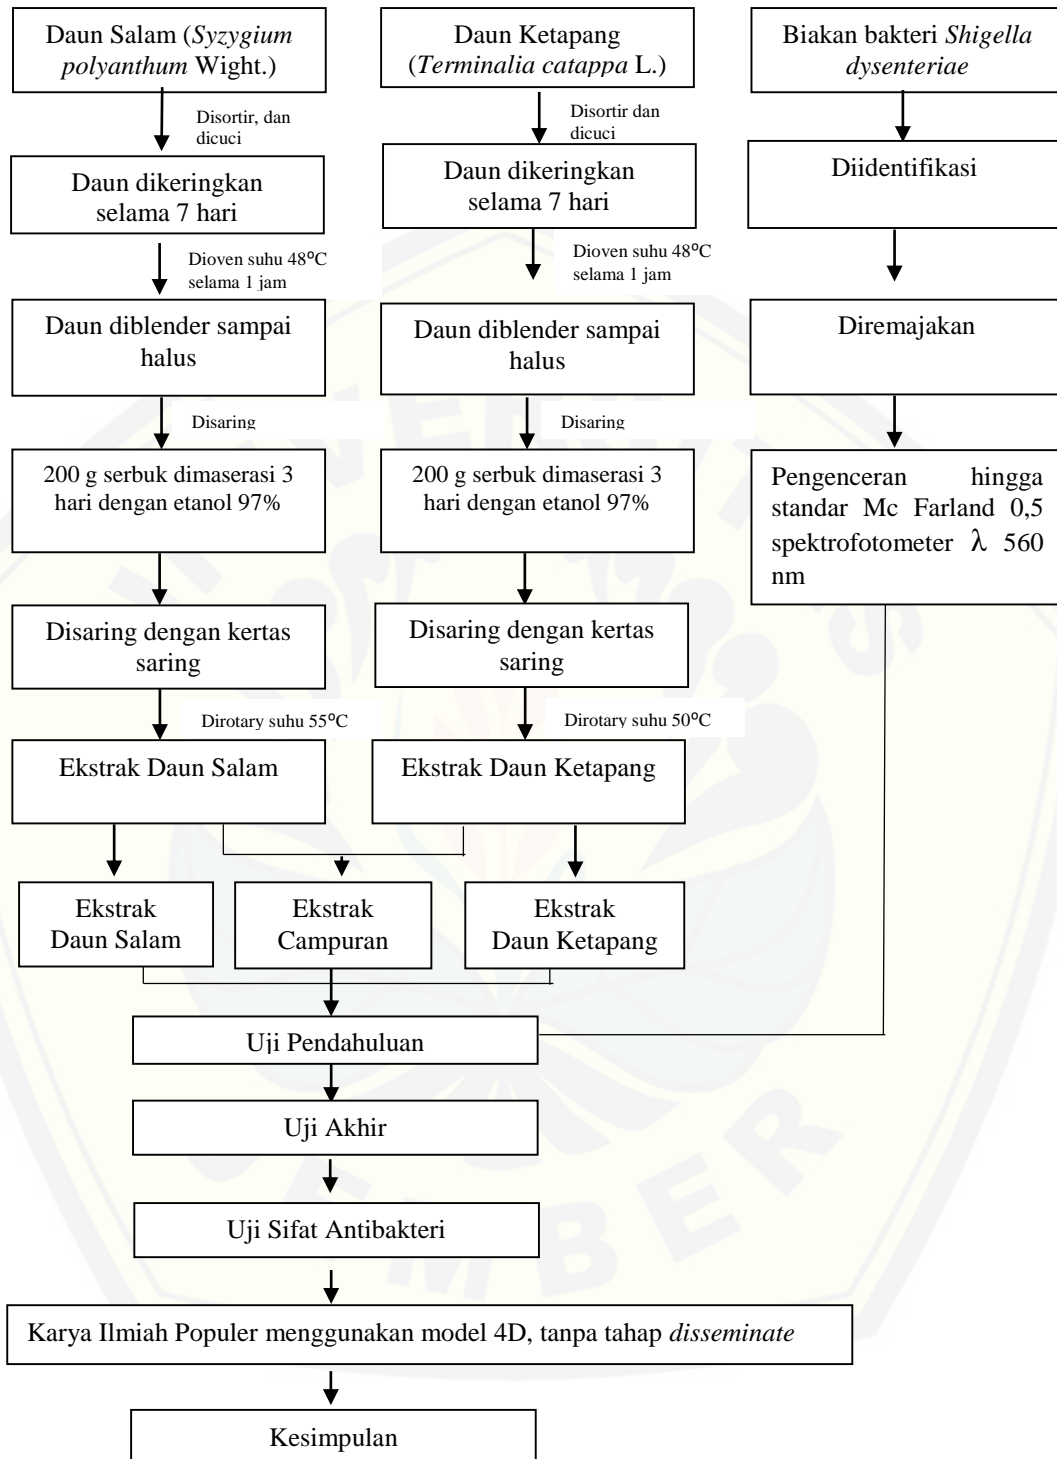 Daun Salam (Syzygium
polyanthum Wight.)
Daun Ketapang
(Terminalia catappa L.)
Biakan bakteri Shigella
dysenteriae
Disortir, dan
dicuci
Disortir dan
dicuci
Daun dikeringkan
selama 7 hari
Daun dikeringkan
selama 7 hari
Diidentifikasi
Dioven suhu 48⁰C
selama 1 jam
Dioven suhu 48⁰C
selama 1 jam
Daun diblender sampai
halus
Daun diblender sampai
halus
Diremajakan
Disaring
Disaring
200 g serbuk dimaserasi 3
hari dengan etanol 97%
200 g serbuk dimaserasi 3
hari dengan etanol 97%
Pengenceran hingga
standar Mc Farland 0,5
spektrofotometer λ 560
nm
Disaring dengan kertas
saring
Disaring dengan kertas
saring
Dirotary suhu 55⁰C
Dirotary suhu 50⁰C
Ekstrak Daun Salam
Ekstrak Daun Ketapang
Ekstrak
Daun Salam
Ekstrak
Campuran
Ekstrak
Daun Ketapang
Uji Pendahuluan
Uji Akhir
Uji Sifat Antibakteri
Karya Ilmiah Populer menggunakan model 4D, tanpa tahap disseminate
Kesimpulan
JEMBER